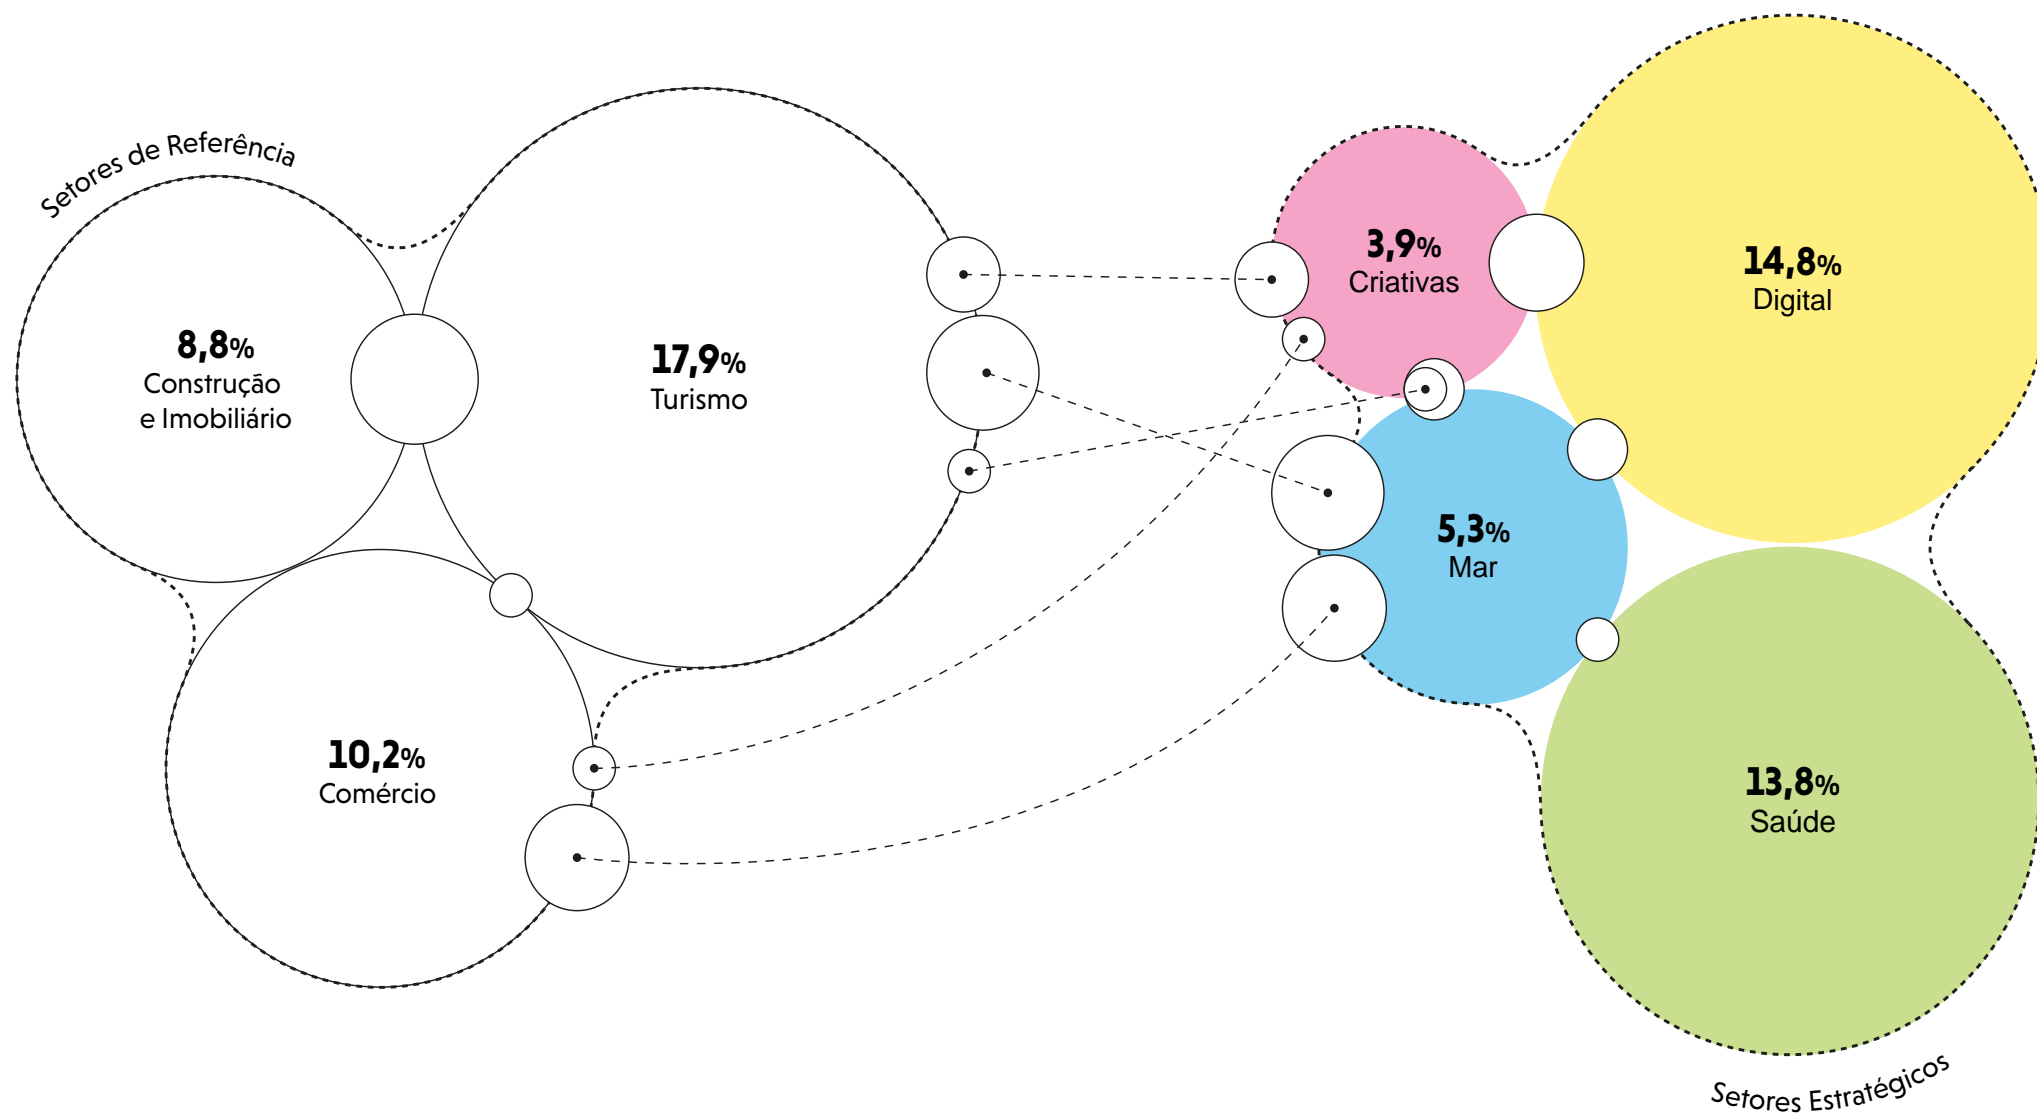 Setores de Referência
8,8%
Construção
e Imobiliário
17,9%
Turismo
10,2%
Comércio
3,9%
Criativas
14,8%
Digital
5,3%
Mar
13,8%
Saúde
Setores Estratégicos